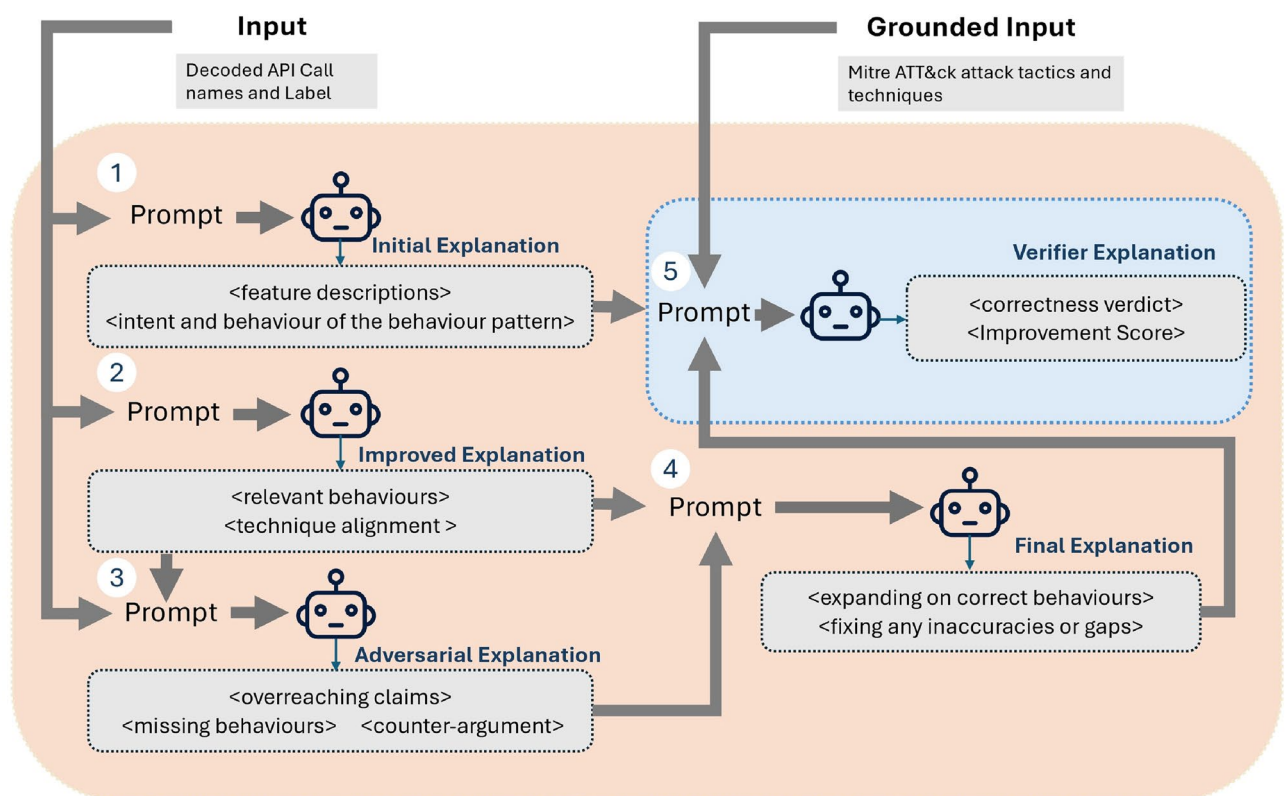 Input
Decoded API Call
names and Label
Grounded Input
Mitre ATT&ck attack tactics and
techniques
1
Prompt
Initial Explanation
<feature descriptions>
<intent and behaviour of the behaviour pattern>
2
Prompt
Improved Explanation
<relevant behaviours>
<technique alignment >
3
Prompt
Adversarial Explanation
<overreaching claims>
<missing behaviours> <counter-argument>
4
Prompt
Final Explanation
<expanding on correct behaviours>
<fixing any inaccuracies or gaps>
5
Prompt
Verifier Explanation
<correctness verdict>
<Improvement Score>